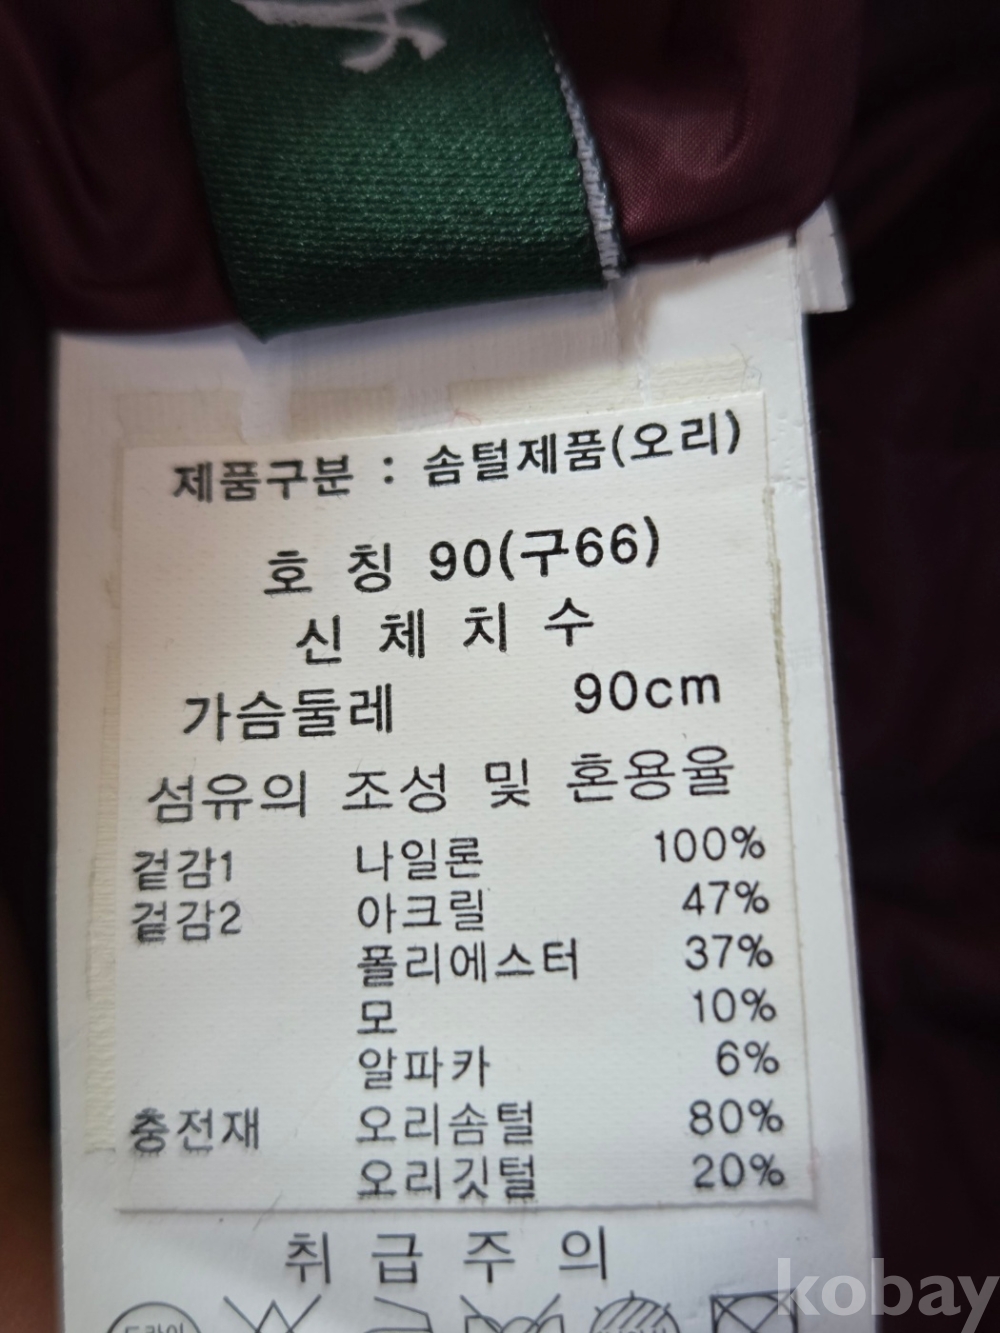 제품구분 : 솜털제품(오리)
호 칭 90(구66)
신 체 치 수
가슴둘레 90cm
섬유의 조성 및 혼용율
겉감1 나일론 100%
겉감2 아크릴 47%
폴리에스터 37%
모 10%
알파카 6%
충전재 오리솜털 80%
오리깃털 20%
취 급 주 의
드라이
kobay